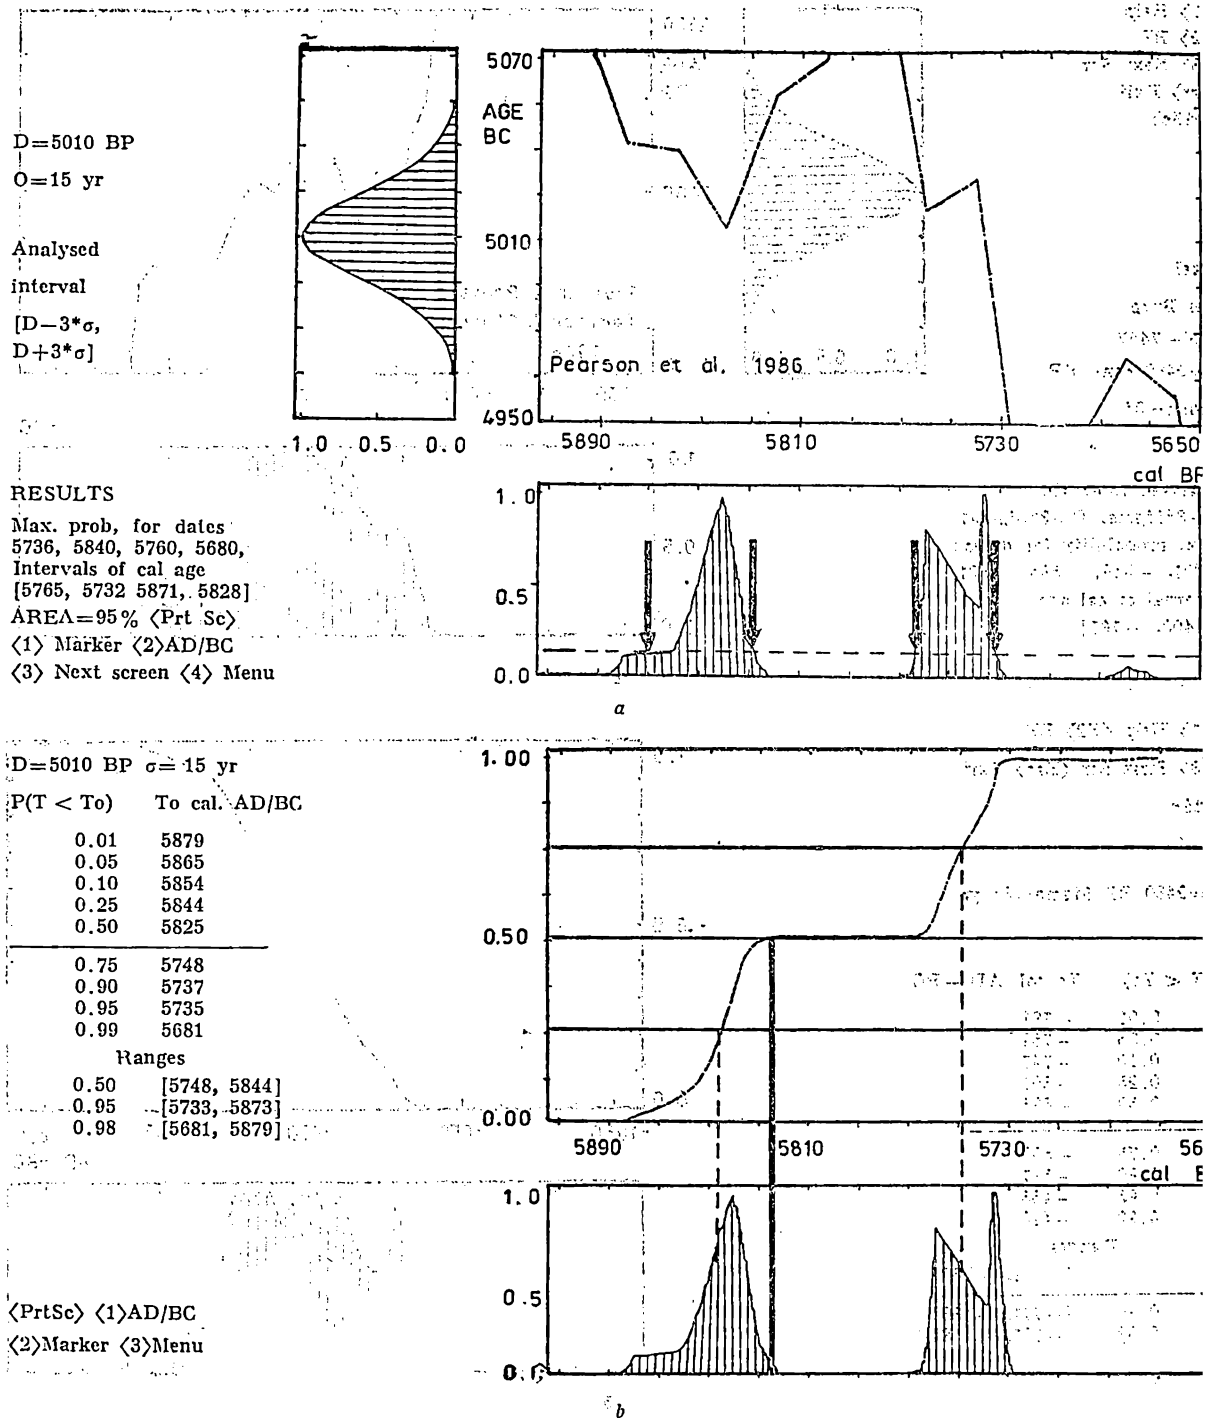 5070
AGE
BC
D=5010 BP
O=15 yr
5010
Analysed
interval
[D—3*σ,
D+3*σ]
Pearson et al. 1986
4950
1.0 0.5 0.0
5890 5810 5730 5650
cal BP
RESULTS
Max. prob, for dates
5736, 5840, 5760, 5680,
Intervals of cal age
[5765, 5732 5871, 5828]
AREA=95% ⟨Prt Sc⟩
⟨1⟩ Marker ⟨2⟩AD/BC
⟨3⟩ Next screen ⟨4⟩ Menu
1.0
0.5
0.0
a
D=5010 BP σ=15 yr
P(T < To) To cal. AD/BC
0.01 5879
0.05 5865
0.10 5854
0.25 5844
0.50 5825
0.75 5748
0.90 5737
0.95 5735
0.99 5681
Ranges
0.50 [5748, 5844]
0.95 [5733, 5873]
0.98 [5681, 5879]
1.00
0.50
0.00
5890 5810 5730 56
cal B
1.0
0.5
0.0
⟨PrtSc⟩ ⟨1⟩AD/BC
⟨2⟩Marker ⟨3⟩Menu
b